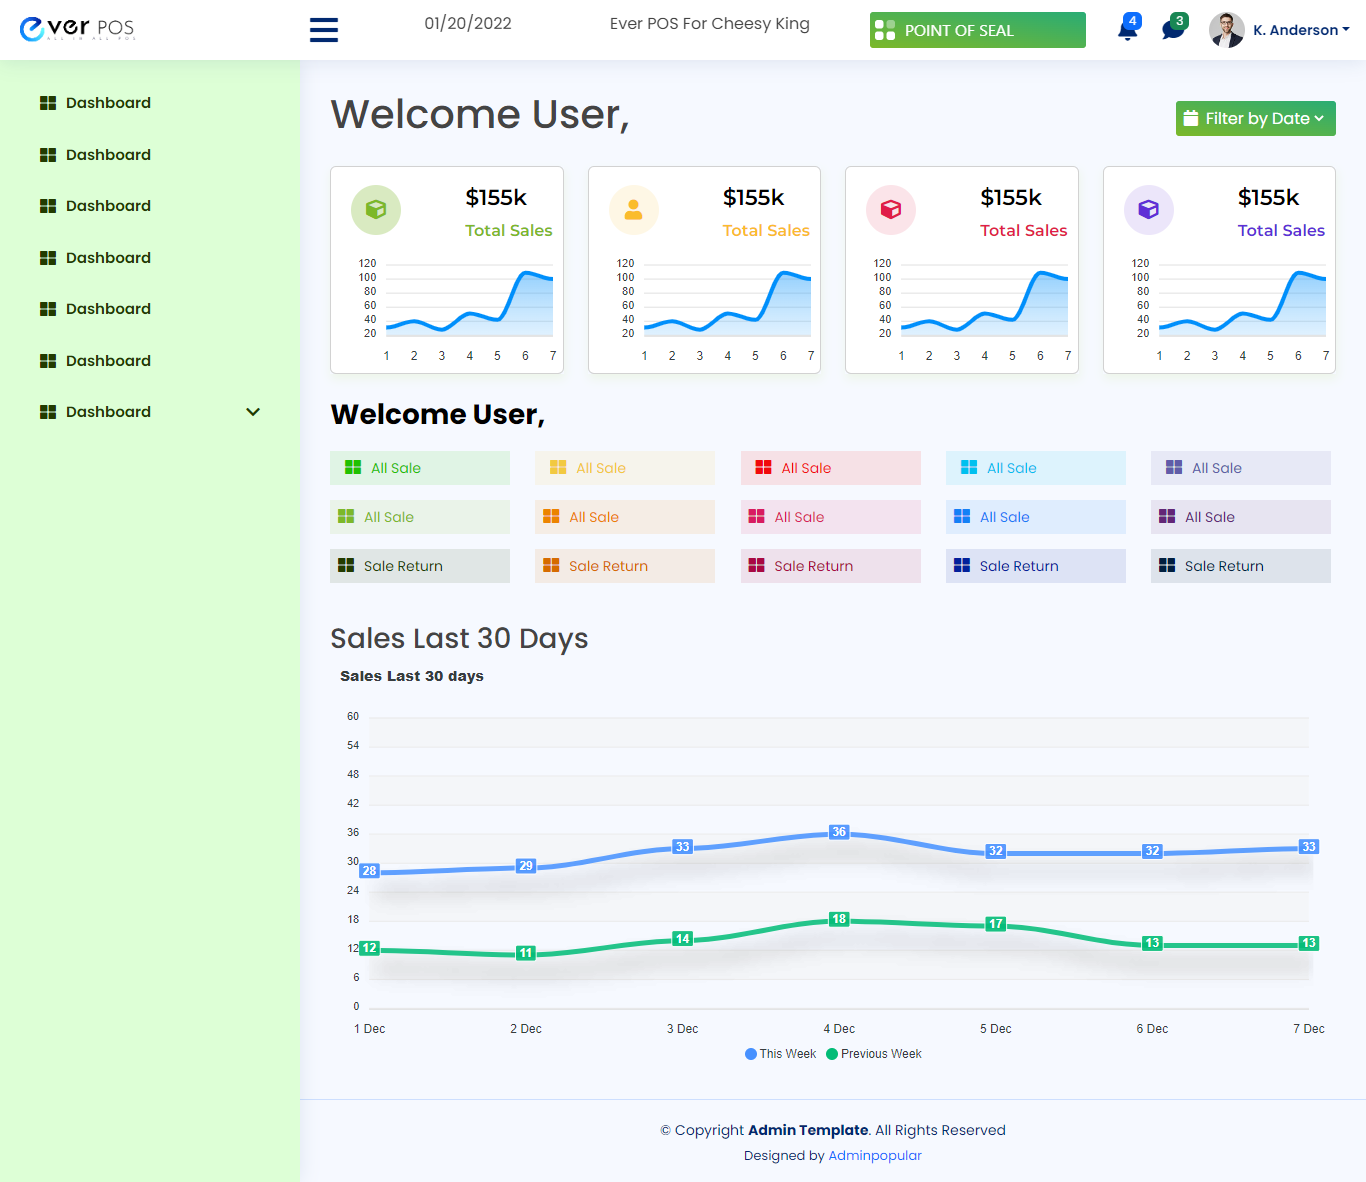 ever POS
ALL IN ALL POS
01/20/2022
Ever POS For Cheesy King
POINT OF SEAL
4
3
K. Anderson
Dashboard
Dashboard
Dashboard
Dashboard
Dashboard
Dashboard
Dashboard
Welcome User,
Filter by Date
$155k
Total Sales
120
100
80
60
40
20
1 2 3 4 5 6 7
$155k
Total Sales
120
100
80
60
40
20
1 2 3 4 5 6 7
$155k
Total Sales
120
100
80
60
40
20
1 2 3 4 5 6 7
$155k
Total Sales
120
100
80
60
40
20
1 2 3 4 5 6 7
Welcome User,
All Sale All Sale All Sale All Sale All Sale
All Sale All Sale All Sale All Sale All Sale
Sale Return Sale Return Sale Return Sale Return Sale Return
Sales Last 30 Days
Sales Last 30 days
60
54
48
42
36
30
24
18
12
6
0
28 29 33 36 32 32 33
12 11 14 18 17 13 13
1 Dec 2 Dec 3 Dec 4 Dec 5 Dec 6 Dec 7 Dec
This Week Previous Week
© Copyright Admin Template. All Rights Reserved
Designed by Adminpopular